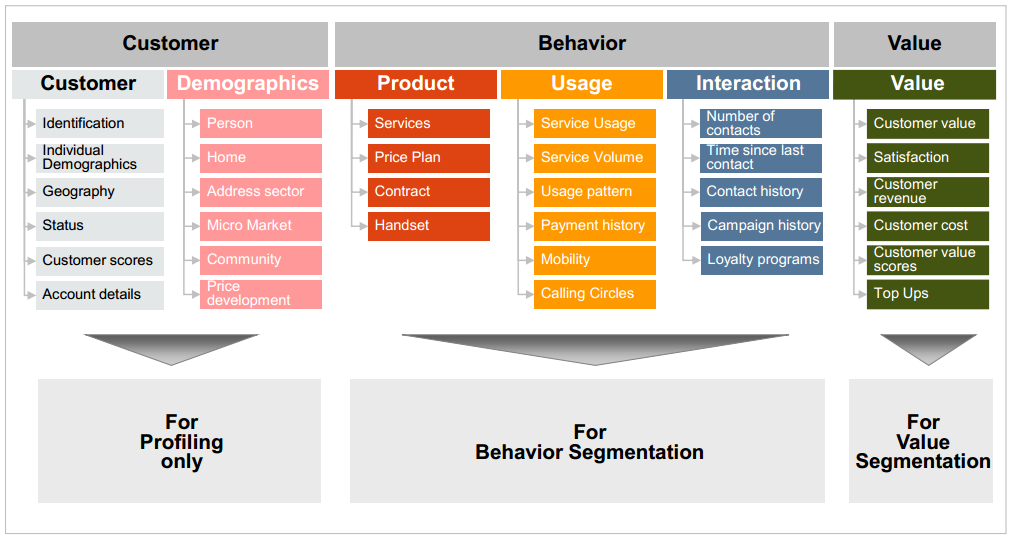 Customer
Behavior
Value
Customer
Demographics
Product
Usage
Interaction
Value
Identification
Individual
Demographics
Geography
Status
Customer scores
Account details
Person
Home
Address sector
Micro Market
Community
Price
development
Services
Price Plan
Contract
Handset
Service Usage
Service Volume
Usage pattern
Payment history
Mobility
Calling Circles
Number of
contacts
Time since last
contact
Contact history
Campaign history
Loyalty programs
Customer value
Satisfaction
Customer
revenue
Customer cost
Customer value
scores
Top Ups
For
Profiling
only
For
Behavior Segmentation
For
Value
Segmentation